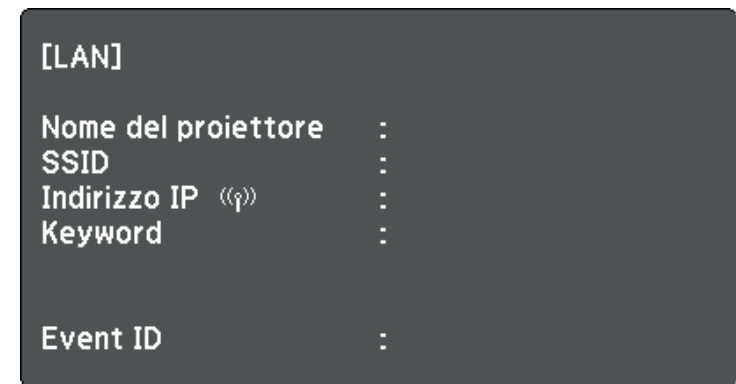 [LAN]
Nome del proiettore :
SSID :
Indirizzo IP :
Keyword :
Event ID :